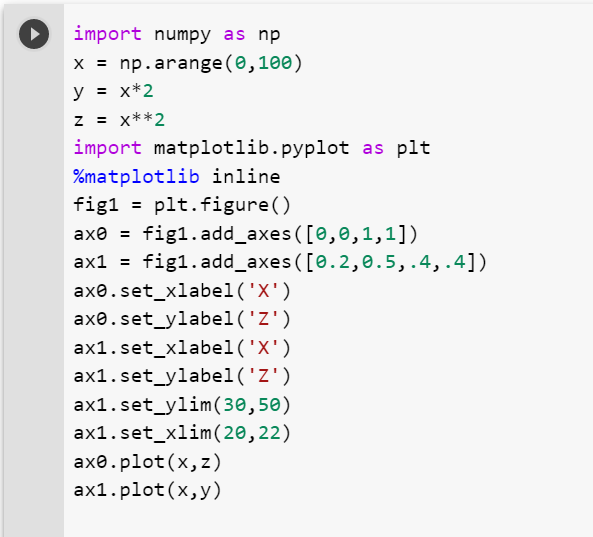 import numpy as np
x = np.arange(0,100)
y = x*2
z = x**2
import matplotlib.pyplot as plt
%matplotlib inline
fig1 = plt.figure()
ax0 = fig1.add_axes([0,0,1,1])
ax1 = fig1.add_axes([0.2,0.5,.4,.4])
ax0.set_xlabel('X')
ax0.set_ylabel('Z')
ax1.set_xlabel('X')
ax1.set_ylabel('Z')
ax1.set_ylim(30,50)
ax1.set_xlim(20,22)
ax0.plot(x,z)
ax1.plot(x,y)